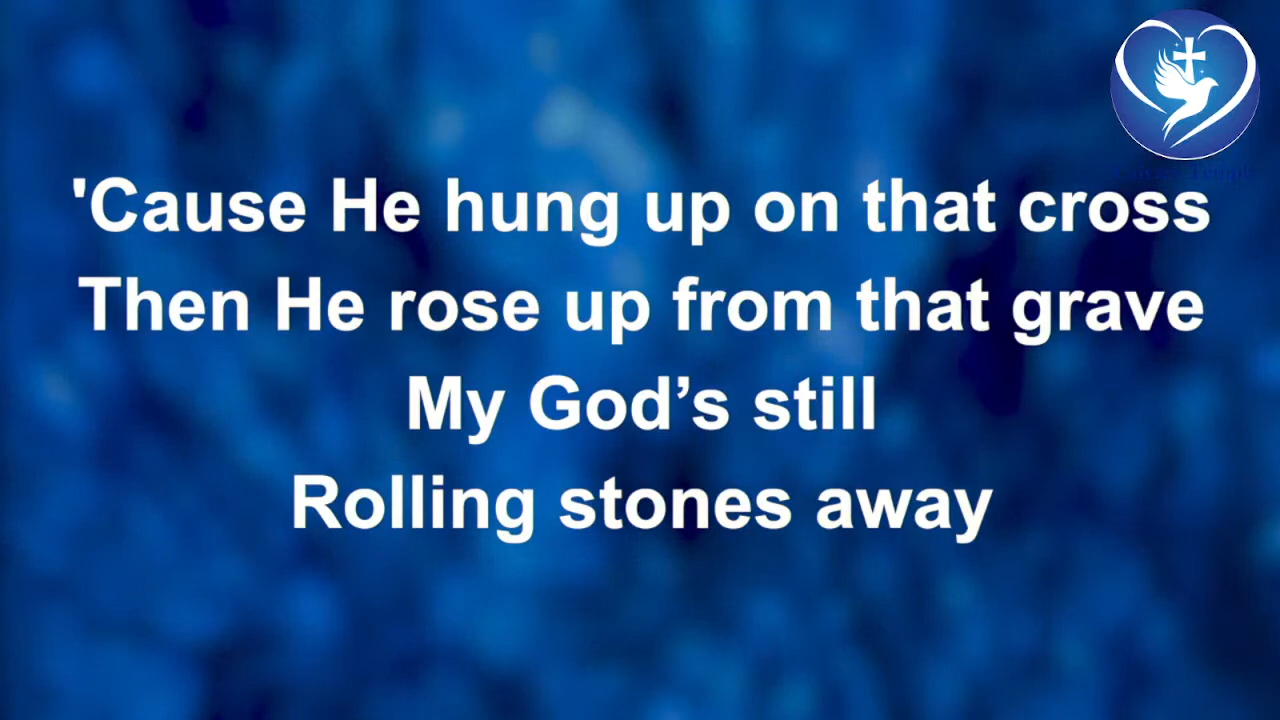 'Cause He hung up on that cross
Then He rose up from that grave
My God’s still
Rolling stones away